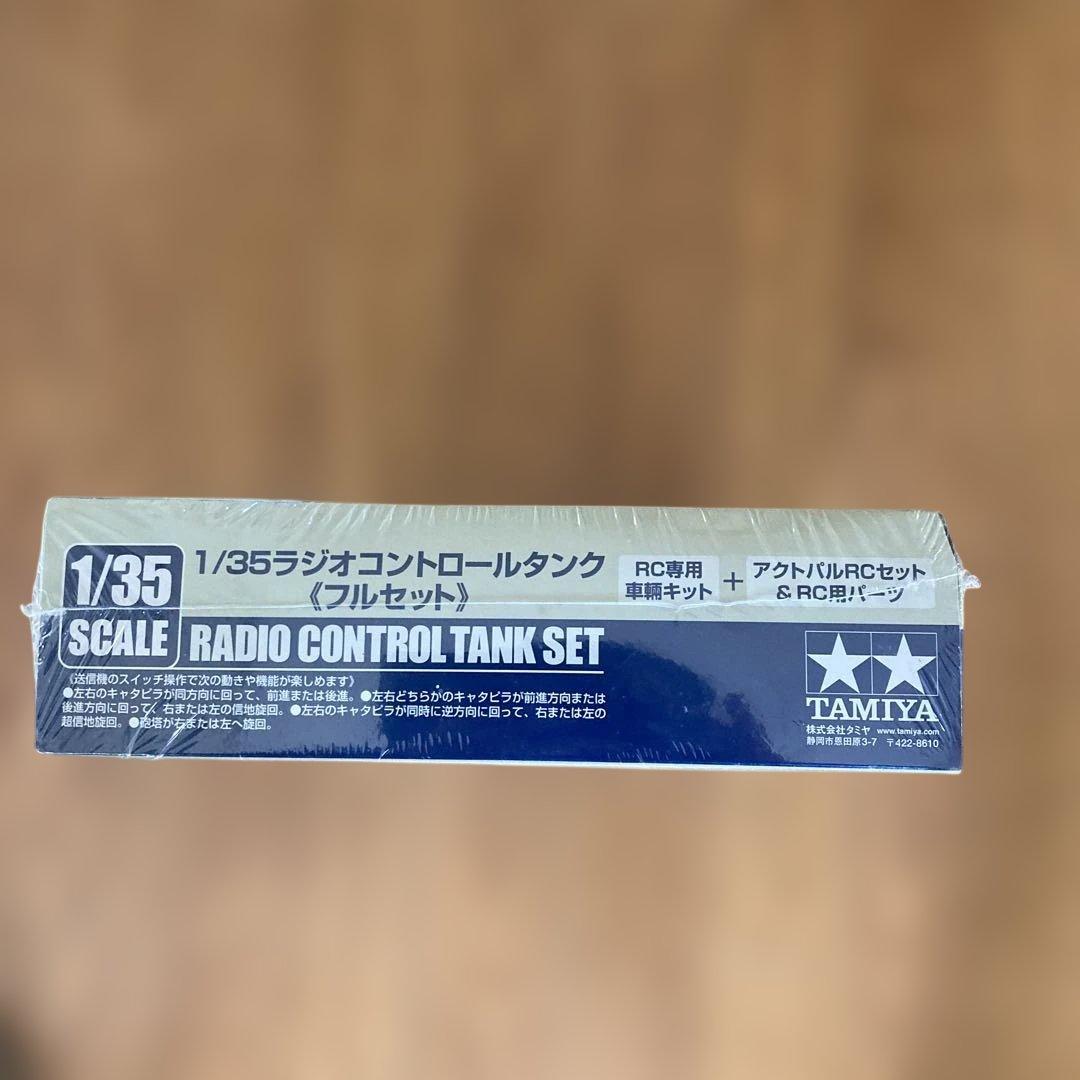 1/35
SCALE
1/35ラジオコントロールタンク
《フルセット》
RC専用
車輛キット
+
アクトパルRCセット
&RC用パーツ
RADIO CONTROL TANK SET
《送信機のスイッチ操作で次の動きや機能が楽しめます》
●左右のキャタピラが同方向に回って、前進または後進。●左右どちらかのキャタピラが前進方向または
後進方向に回って、右または左の信地旋回。●左右のキャタピラが同時に逆方向に回って、右または左の
超信地旋回。●砲塔が右または左へ旋回。
TAMIYA
株式会社タミヤ www.tamiya.com
静岡市恩田原3-7 〒422-8610